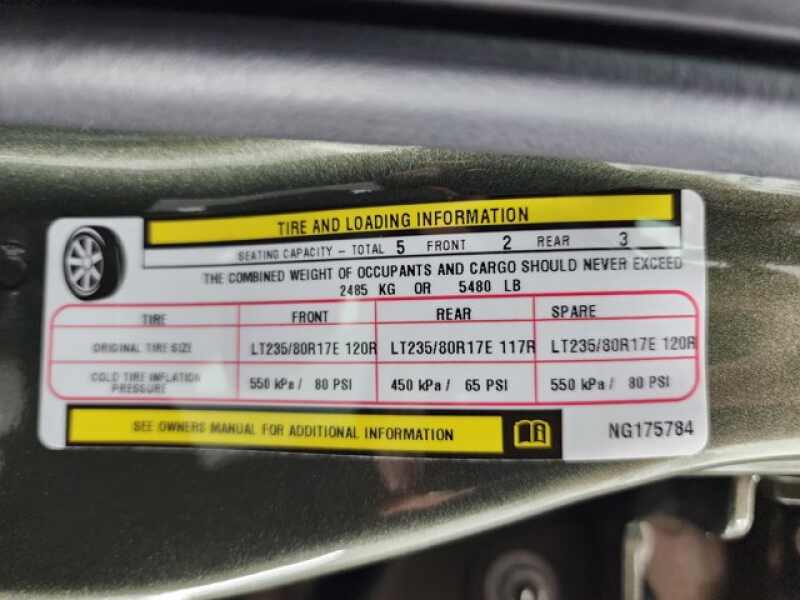 TIRE AND LOADING INFORMATION
SEATING CAPACITY - TOTAL 5 FRONT 2 REAR 3
THE COMBINED WEIGHT OF OCCUPANTS AND CARGO SHOULD NEVER EXCEED
2485 KG OR 5480 LB
TIRE FRONT REAR SPARE
ORIGINAL TIRE SIZE LT235/80R17E 120R LT235/80R17E 117R LT235/80R17E 120R
COLD TIRE INFLATION PRESSURE 550 kPa / 80 PSI 450 kPa / 65 PSI 550 kPa / 80 PSI
SEE OWNERS MANUAL FOR ADDITIONAL INFORMATION
NG175784